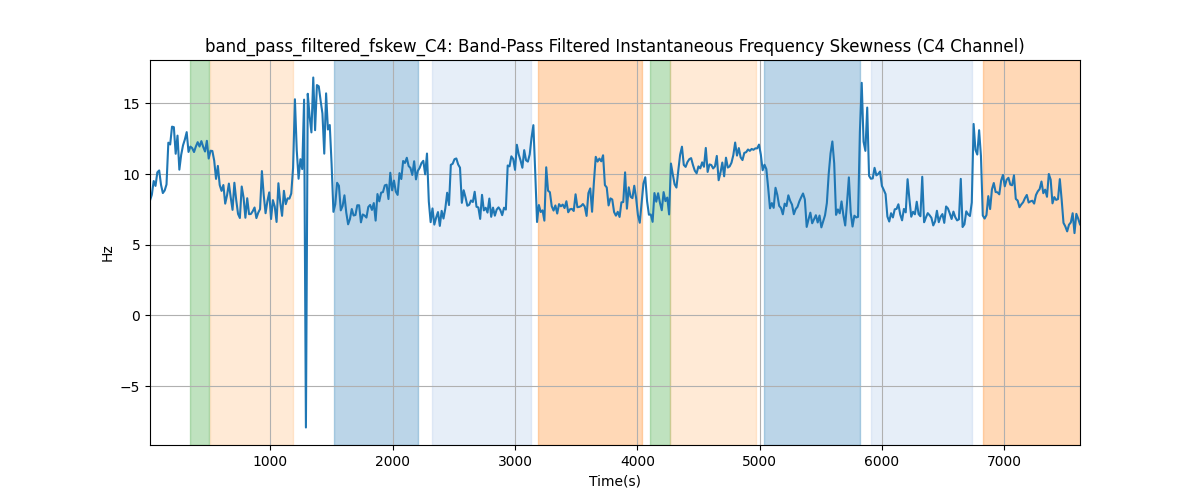 band_pass_filtered_fskew_C4: Band-Pass Filtered Instantaneous Frequency Skewness (C4 Channel)
15
10
5
0
−5
Hz
1000 2000 3000 4000 5000 6000 7000
Time(s)